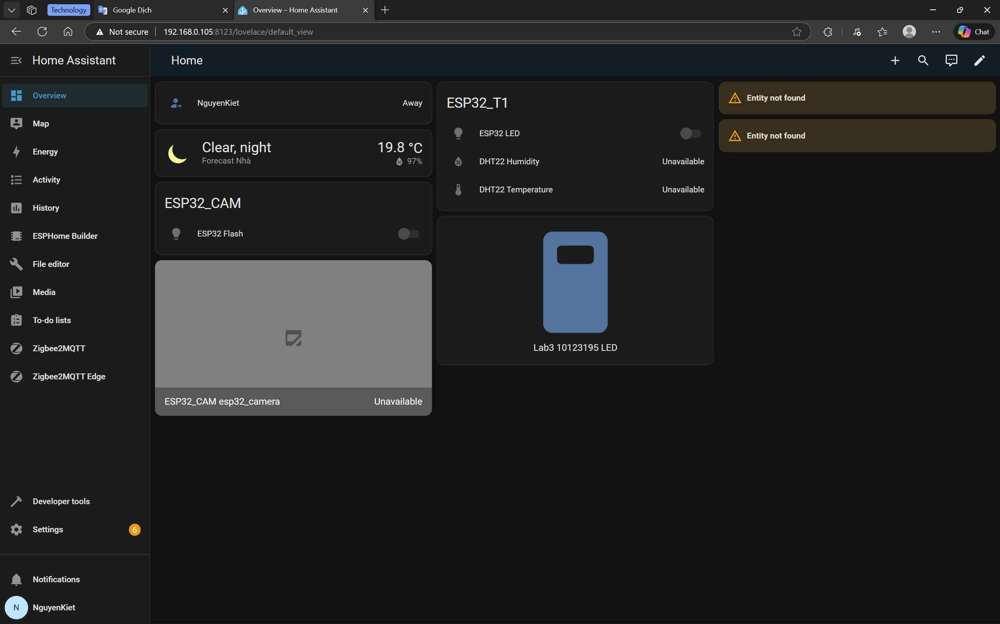 Technology
Google Dịch
Overview – Home Assistant
Not secure
192.168.0.105:8123/lovelace/default_view
Chat
Home Assistant
Home
Overview
Map
Energy
Activity
History
ESPHome Builder
File editor
Media
To-do lists
Zigbee2MQTT
Zigbee2MQTT Edge
Developer tools
Settings
6
Notifications
N
NguyenKiet
NguyenKiet
Away
Clear, night
19.8 °C
Forecast Nhà
97%
ESP32_CAM
ESP32 Flash
ESP32_CAM esp32_camera
Unavailable
ESP32_T1
ESP32 LED
DHT22 Humidity
Unavailable
DHT22 Temperature
Unavailable
Lab3 10123195 LED
Entity not found
Entity not found